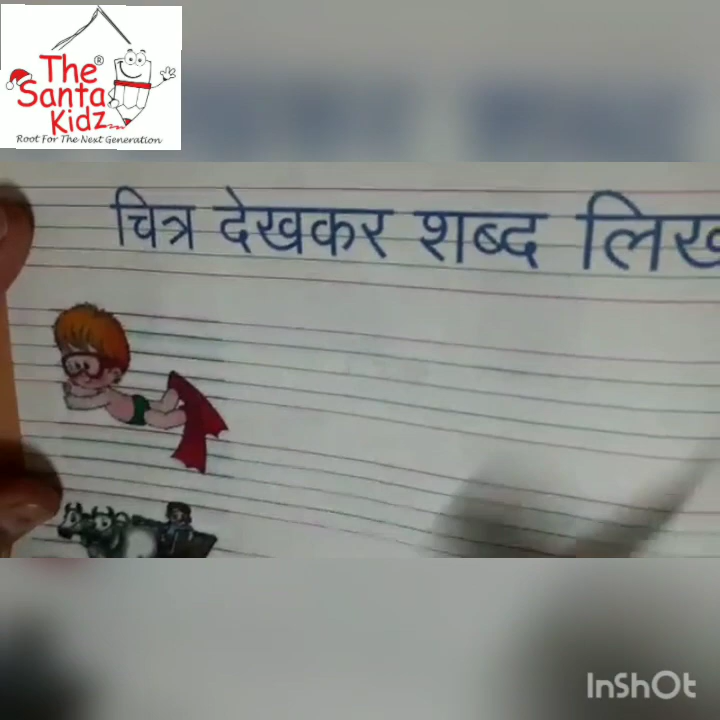 The
Santa
Kidz
®
Root For The Next Generation
चित्र देखकर शब्द लिख
InShOt